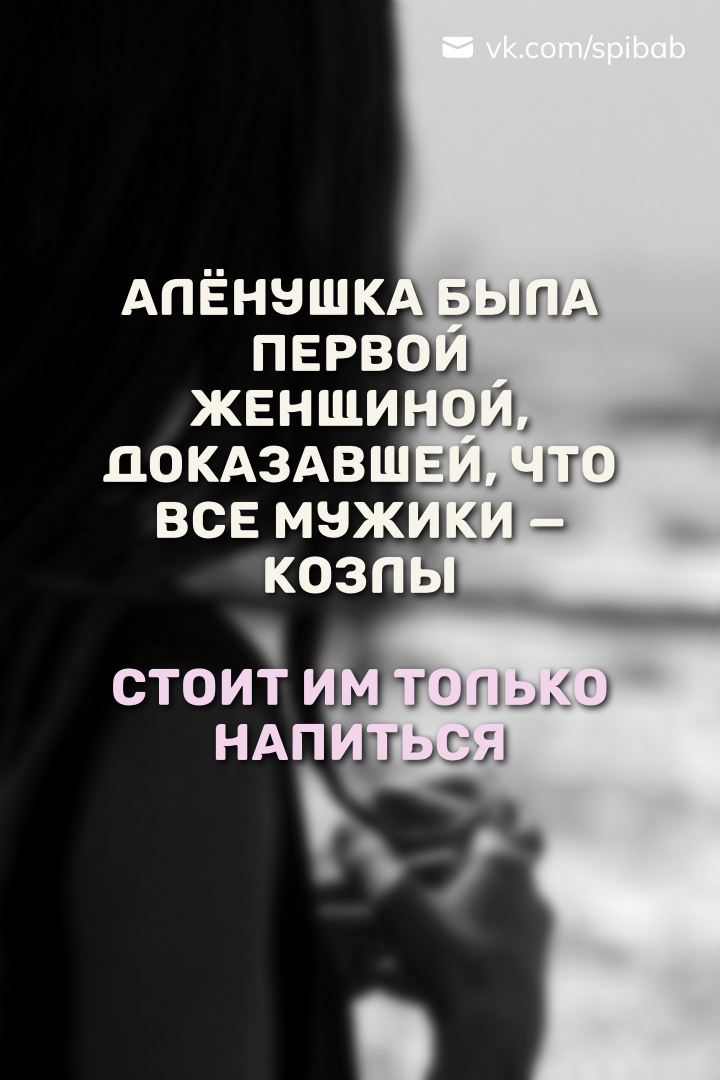 vk.com/spibab
АЛЁНУШКА БЫЛА
ПЕРВОЙ
ЖЕНЩИНОЙ,
ДОКАЗАВШЕЙ, ЧТО
ВСЕ МУЖИКИ –
КОЗЛЫ
СТОИТ ИМ ТОЛЬКО
НАПИТЬСЯ